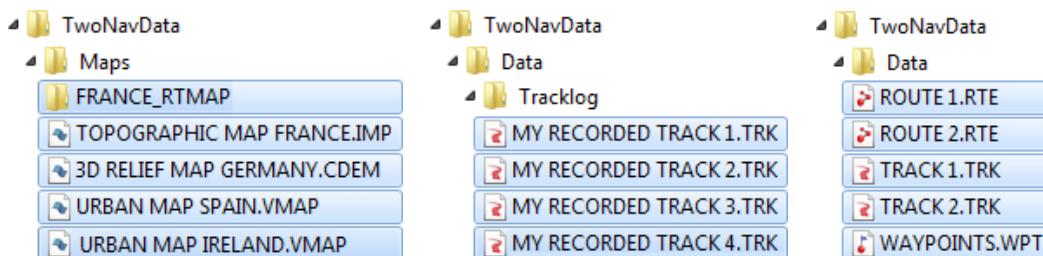 TwoNavData
Maps
FRANCE_RTMAP
TOPOGRAPHIC MAP FRANCE.IMP
3D RELIEF MAP GERMANY.CDEM
URBAN MAP SPAIN.VMAP
URBAN MAP IRELAND.VMAP
TwoNavData
Data
Tracklog
MY RECORDED TRACK 1.TRK
MY RECORDED TRACK 2.TRK
MY RECORDED TRACK 3.TRK
MY RECORDED TRACK 4.TRK
TwoNavData
Data
ROUTE 1.RTE
ROUTE 2.RTE
TRACK 1.TRK
TRACK 2.TRK
WAYPOINTS.WPT